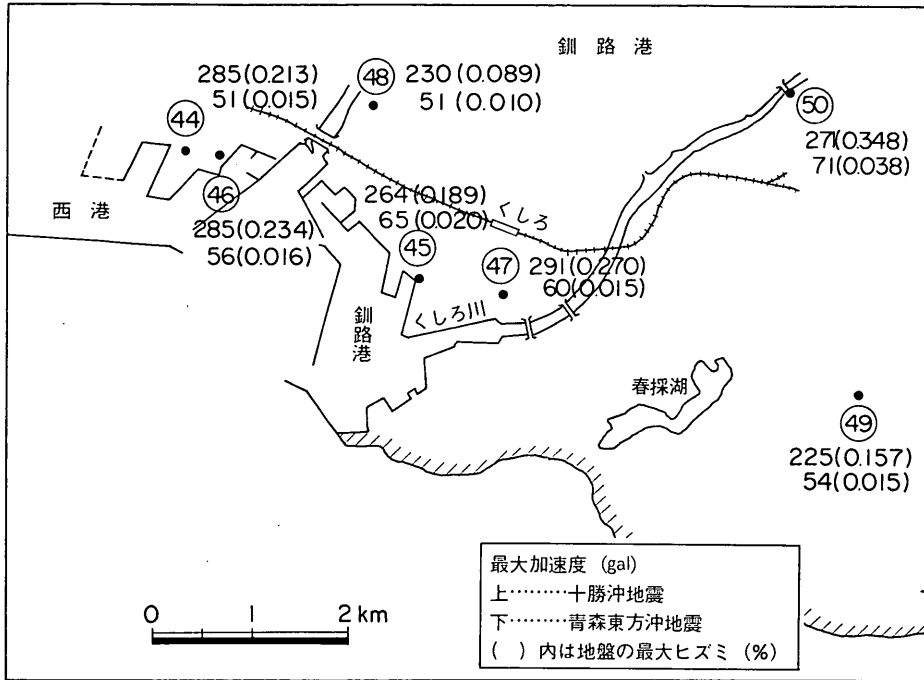 釧路港
285(0.213)
51(0.015)
㊽
230(0.089)
51(0.010)
㊿
271(0.348)
71(0.038)
㊹
㊻
285(0.234)
56(0.016)
西港
264(0.189)
65(0.020)
くしろ
㊺
㊼
291(0.270)
60(0.015)
くしろ川
釧路港
春採湖
㊾
225(0.157)
54(0.015)
最大加速度 (gal)
上………十勝沖地震
下………青森東方沖地震
( ) 内は地盤の最大ヒズミ (%)
0 1 2 km